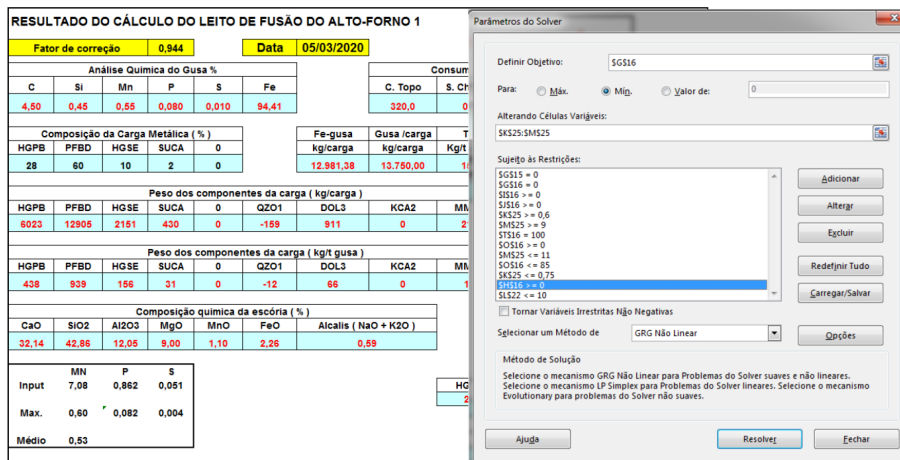 RESULTADO DO CÁLCULO DO LEITO DE FUSÃO DO ALTO-FORNO 1
Fator de correção 0,944 Data 05/03/2020
Análise Quimica do Gusa % Consum
C Si Mn P S Fe C. Topo S. Ch
4,50 0,45 0,55 0,080 0,010 94,41 320,0 0
Composição da Carga Metálica ( % ) Fe-gusa Gusa /carga T
HGPB PFBD HGSE SUCA 0 kg/carga kg/carga Kg/t
28 60 10 2 0 12.981,38 13.750,00 1
Peso dos componentes da carga ( kg/carga )
HGPB PFBD HGSE SUCA 0 QZO1 DOL3 KCA2 MM
6023 12905 2151 430 0 -159 911 0 2
Peso dos componentes da carga ( kg/t gusa )
HGPB PFBD HGSE SUCA 0 QZO1 DOL3 KCA2 MM
438 939 156 31 0 -12 66 0 1
Composição quimica da escória ( % )
CaO SiO2 Al2O3 MgO MnO FeO Alcalis ( NaO + K2O )
32,14 42,86 12,05 9,00 1,10 2,26 0,59
MN P S
Input 7,08 0,862 0,051
HG
2
Max. 0,60 0,082 0,004
Médio 0,53
Parâmetros do Solver
Definir Objetivo: $G$16
Para: Máx. Mín. Valor de: 0
Alterando Células Variáveis:
$K$25:$M$25
Sujeito às Restrições:
$G$15 = 0
$G$16 = 0
$I$16 >= 0
$J$16 >= 0
$K$25 >= 0,6
$M$25 >= 9
$T$16 = 100
$O$16 >= 0
$M$25 <= 11
$O$16 <= 85
$K$25 <= 0,75
$H$16 >= 0
$L$22 <= 10
Adicionar
Alterar
Excluir
Redefinir Tudo
Carregar/Salvar
Tornar Variáveis Irrestritas Não Negativas
Selecionar um Método de GRG Não Linear Opções
Método de Solução
Selecione o mecanismo GRG Não Linear para Problemas do Solver suaves e não lineares.
Selecione o mecanismo LP Simplex para Problemas do Solver lineares. Selecione o mecanismo
Evolutionary para problemas do Solver não suaves.
Ajuda Resolver Fechar